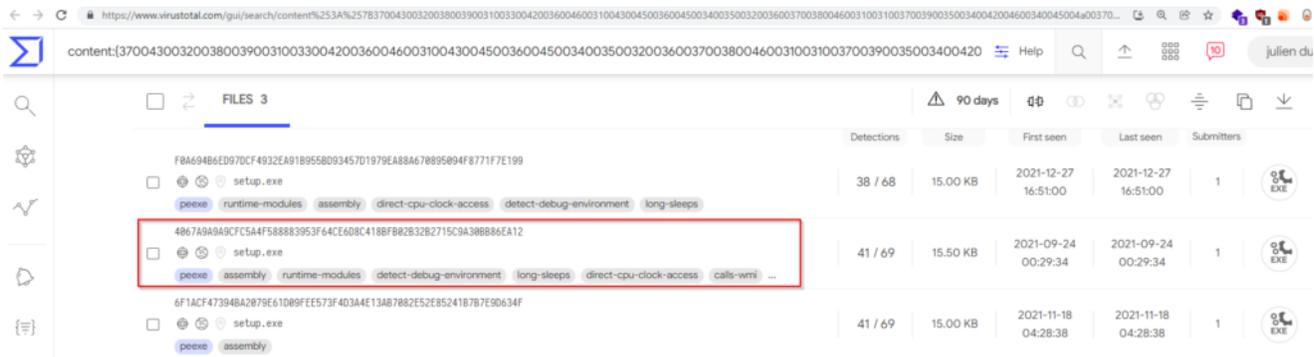 https://www.virustotal.com/gui/search/content%253A%257B370043003200380039003100330042003600460031004300450036004500340035003200360037003800460031003100370039003500340042004600340045004a00370...
content:{370043003200380039003100330042003600460031004300450036004500340035003200360037003800460031003100370039003500340042​0
Help
10
julien du
FILES 3
90 days
Detections Size First seen Last seen Submitters
F0A694B6ED97DCF4932EA91B955BD93457D1979EA88A670895094F8771F7E199
setup.exe
38 / 68 15.00 KB 2021-12-27 16:51:00 2021-12-27 16:51:00 1 EXE
peexe runtime-modules assembly direct-cpu-clock-access detect-debug-environment long-sleeps
4067A9A9A9CFC5A4F588883953F64CE6D8C418BFB02B32B2715C9A30BB86EA12
setup.exe
41 / 69 15.50 KB 2021-09-24 00:29:34 2021-09-24 00:29:34 1 EXE
peexe assembly runtime-modules detect-debug-environment long-sleeps direct-cpu-clock-access calls-wmi ...
6F1ACF47394BA2079E61D09FEE573F4D3A4E13AB7082E52E85241B7B7E9D634F
setup.exe
41 / 69 15.00 KB 2021-11-18 04:28:38 2021-11-18 04:28:38 1 EXE
peexe assembly